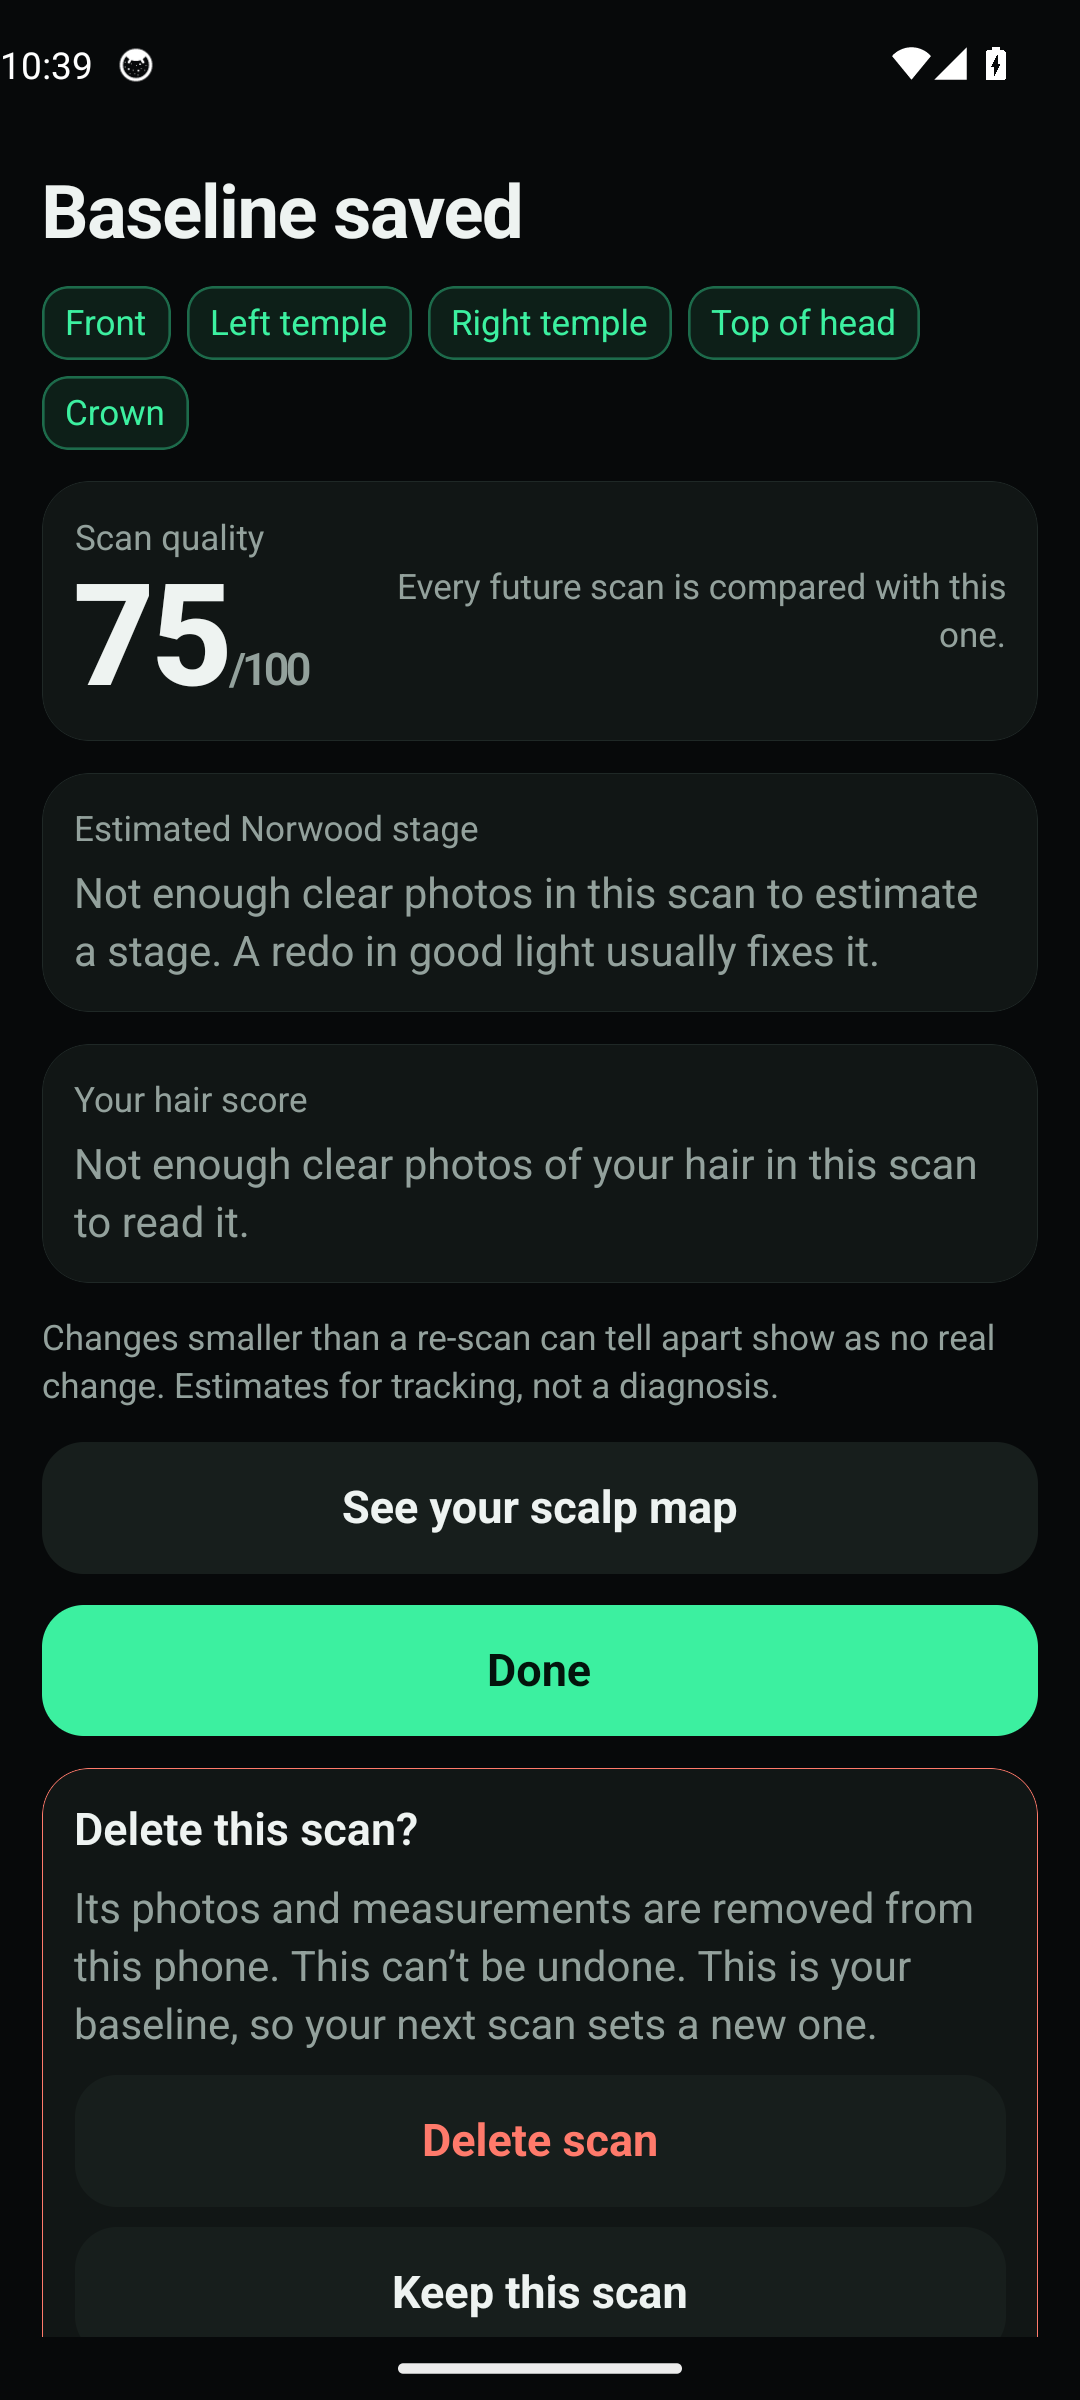 10:39
Baseline saved
Front Left temple Right temple Top of head
Crown
Scan quality
75/100
Every future scan is compared with this
one.
Estimated Norwood stage
Not enough clear photos in this scan to estimate
a stage. A redo in good light usually fixes it.
Your hair score
Not enough clear photos of your hair in this scan
to read it.
Changes smaller than a re-scan can tell apart show as no real
change. Estimates for tracking, not a diagnosis.
See your scalp map
Done
Delete this scan?
Its photos and measurements are removed from
this phone. This can’t be undone. This is your
baseline, so your next scan sets a new one.
Delete scan
Keep this scan